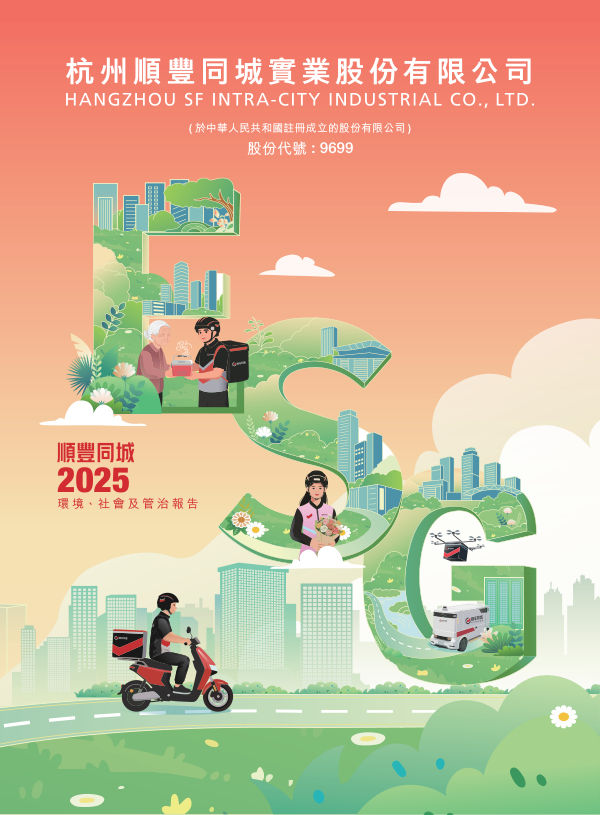 杭州順豐同城實業股份有限公司
HANGZHOU SF INTRA-CITY INDUSTRIAL CO., LTD.
(於中華人民共和國註冊成立的股份有限公司)
股份代號：9699
ESG
順豐同城
2025
環境、社會及管治報告